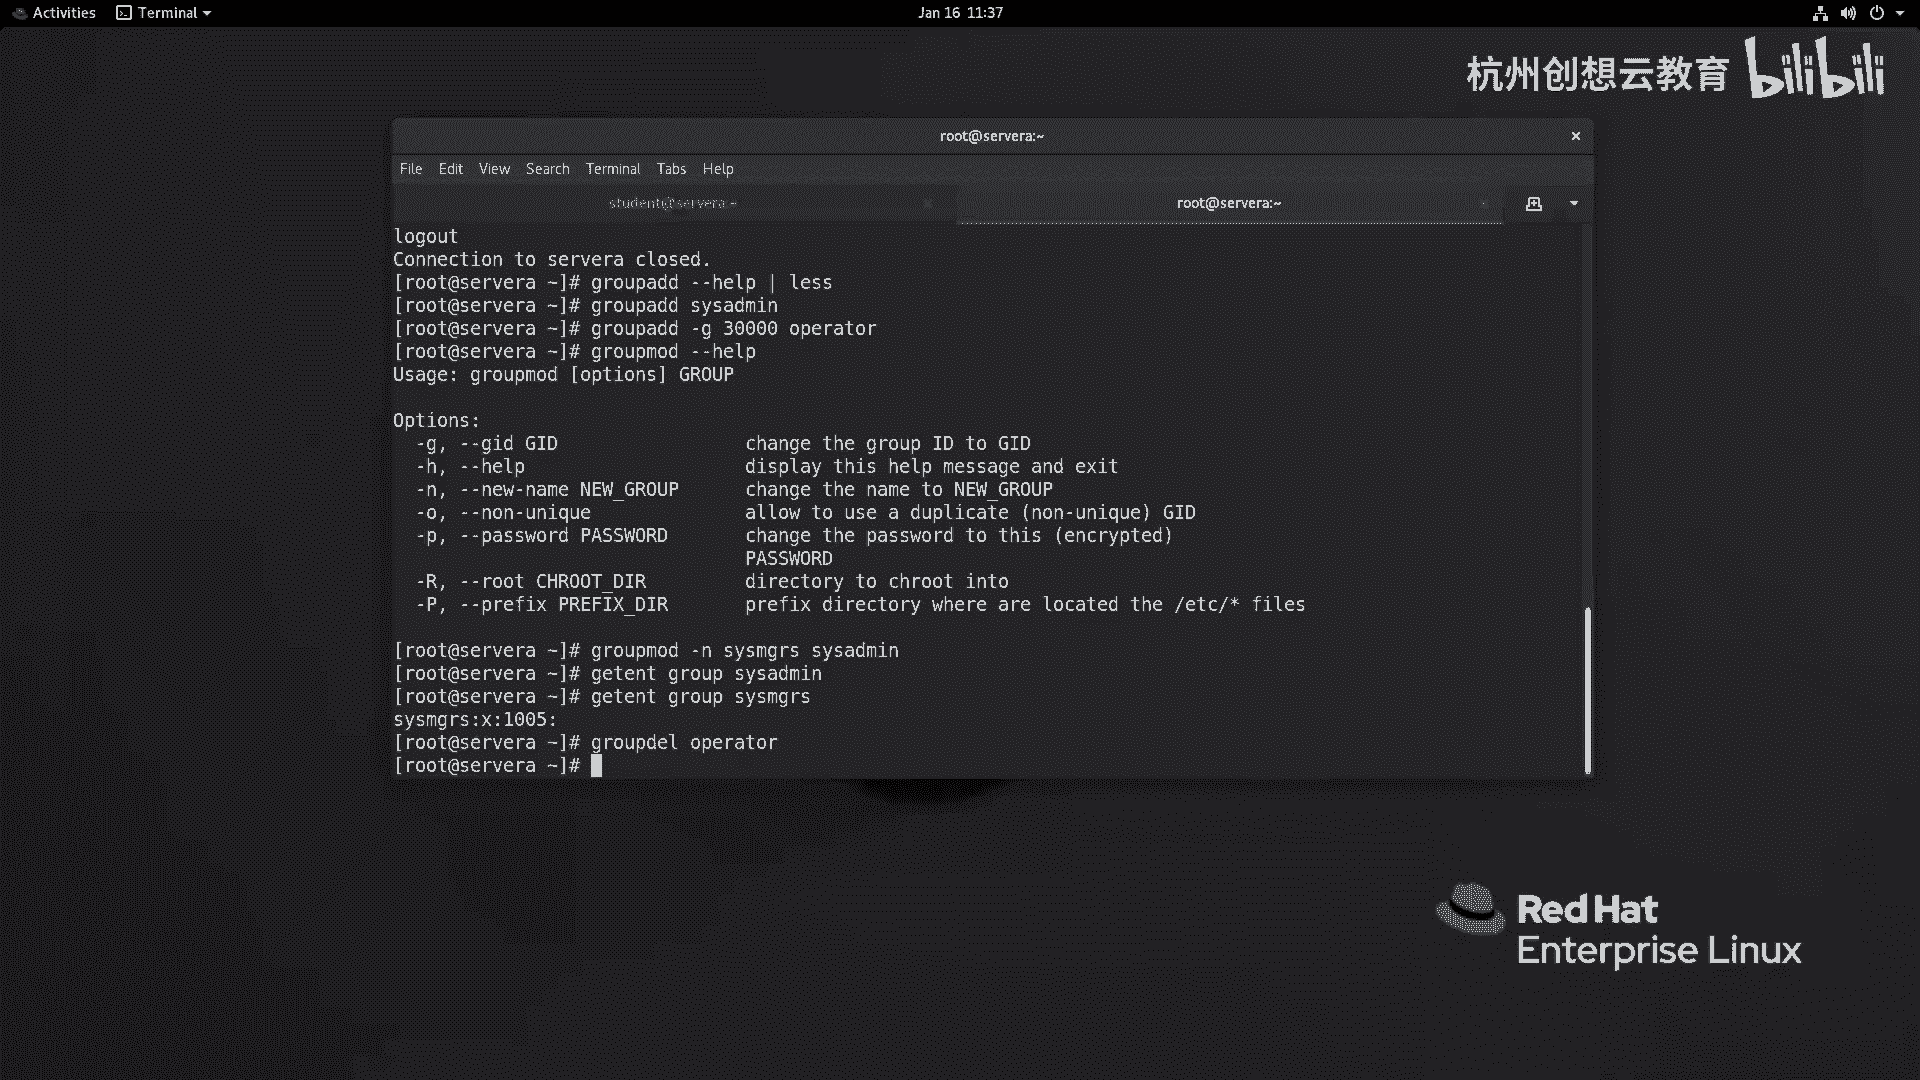 Activities Terminal Jan 16 11:37
杭州创想云教育 bilibili
root@servera:~
File Edit View Search Terminal Tabs Help
student@servera:~ root@servera:~
logout
Connection to servera closed.
[root@servera ~]# groupadd --help | less
[root@servera ~]# groupadd sysadmin
[root@servera ~]# groupadd -g 30000 operator
[root@servera ~]# groupmod --help
Usage: groupmod [options] GROUP
Options:
-g, --gid GID change the group ID to GID
-h, --help display this help message and exit
-n, --new-name NEW_GROUP change the name to NEW_GROUP
-o, --non-unique allow to use a duplicate (non-unique) GID
-p, --password PASSWORD change the password to this (encrypted)
PASSWORD
-R, --root CHROOT_DIR directory to chroot into
-P, --prefix PREFIX_DIR prefix directory where are located the /etc/* files
[root@servera ~]# groupmod -n sysmgrs sysadmin
[root@servera ~]# getent group sysadmin
[root@servera ~]# getent group sysmgrs
sysmgrs:x:1005:
[root@servera ~]# groupdel operator
[root@servera ~]#
Red Hat
Enterprise Linux